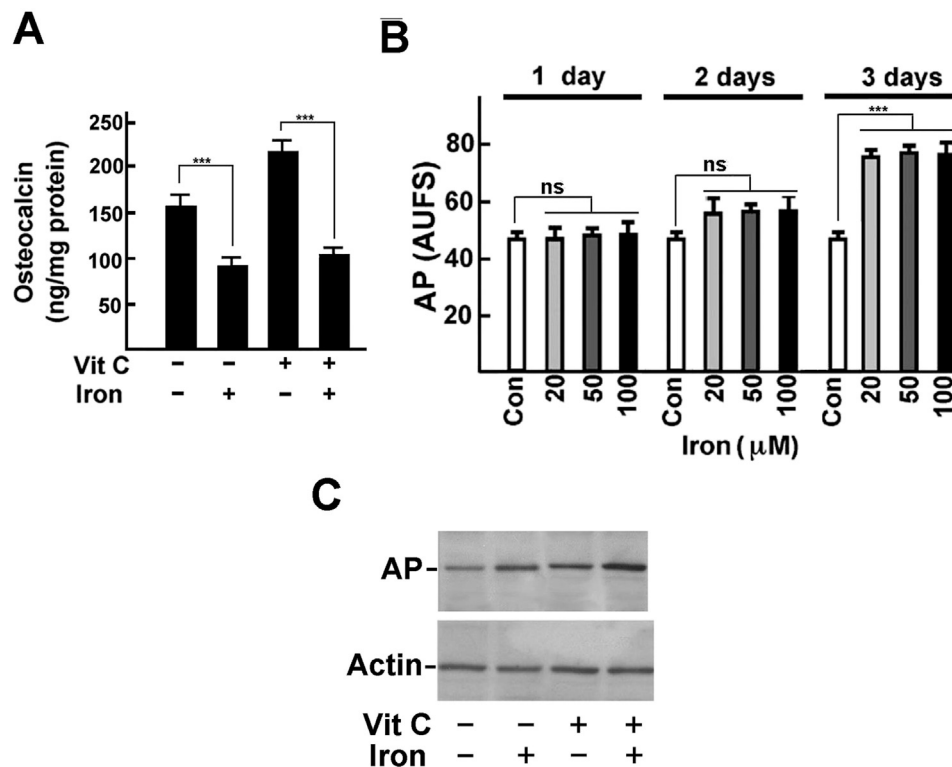 A
Osteocalcin
(ng/mg protein)
250
200
150
100
50
***
***
Vit C – – + +
Iron – + – +
B
1 day 2 days 3 days
AP (AUFS)
80
60
40
20
ns
ns
***
Con 20 50 100 Con 20 50 100 Con 20 50 100
Iron (μM)
C
AP
Actin
Vit C – – + +
Iron – + – +